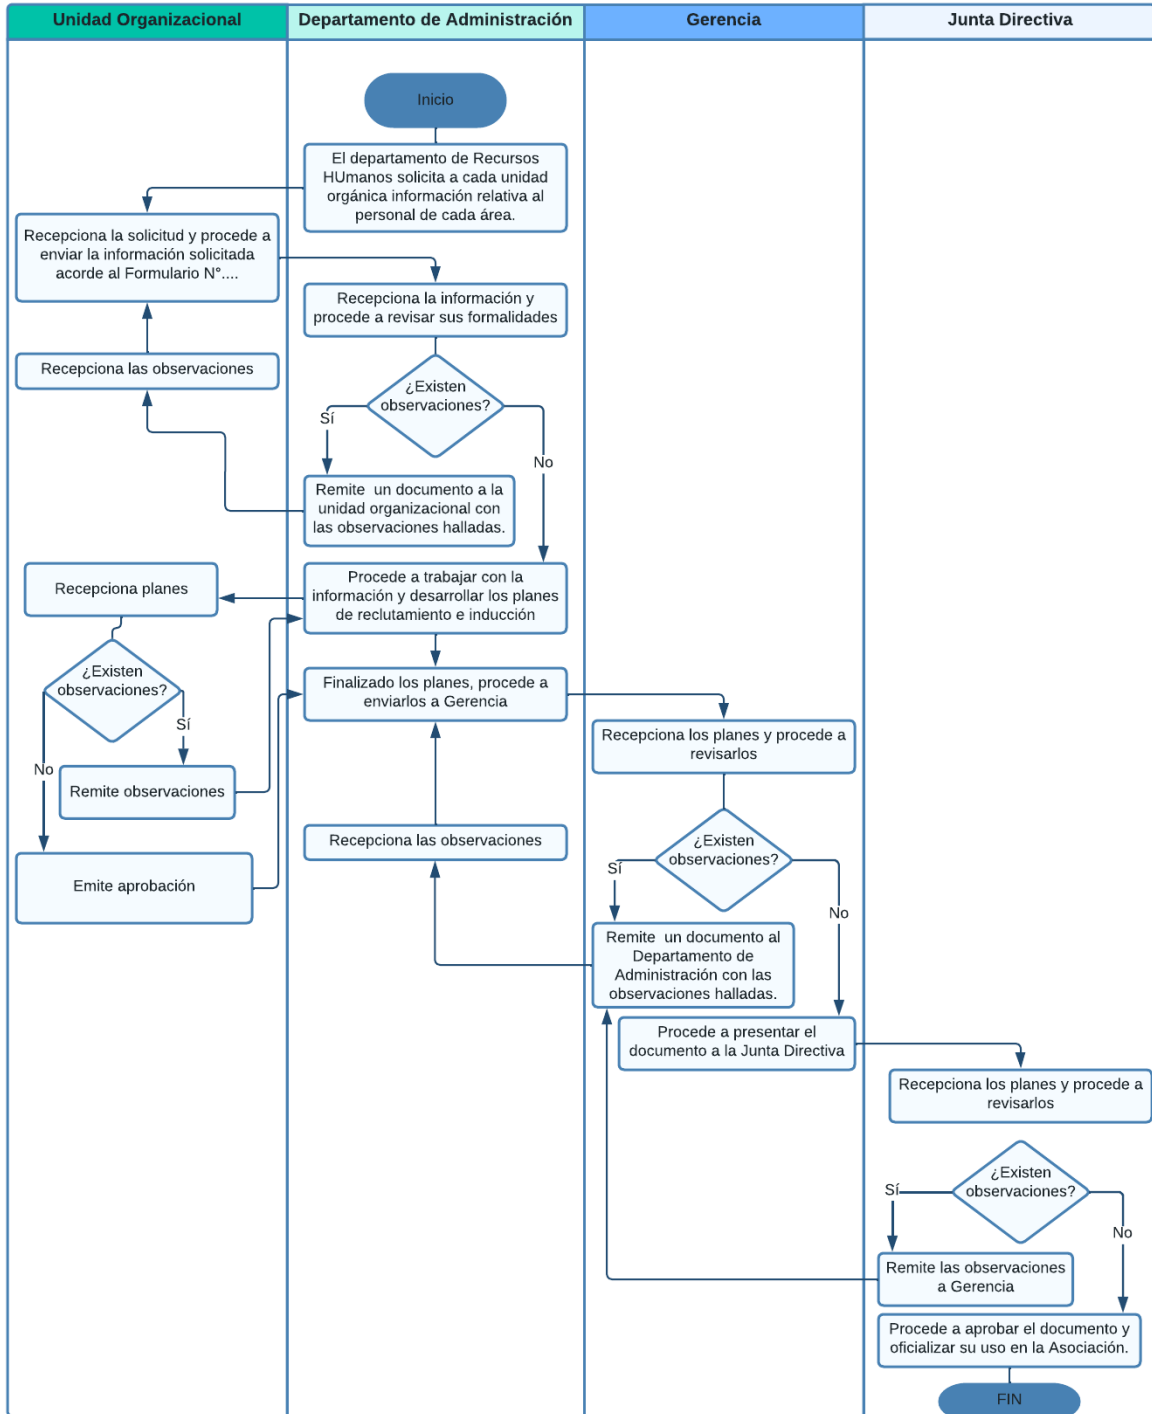 Unidad Organizacional
Departamento de Administración
Gerencia
Junta Directiva
Inicio
El departamento de Recursos
HUmanos solicita a cada unidad
orgánica información relativa al
personal de cada área.
Recepciona la solicitud y procede a
enviar la información solicitada
acorde al Formulario N°....
Recepciona la información y
procede a revisar sus formalidades
Recepciona las observaciones
¿Existen
observaciones?
Sí
No
Remite  un documento a la
unidad organizacional con
las observaciones halladas.
Recepciona planes
Procede a trabajar con la
información y desarrollar los planes
de reclutamiento e inducción
¿Existen
observaciones?
Sí
No
Remite observaciones
Emite aprobación
Finalizado los planes, procede a
enviarlos a Gerencia
Recepciona los planes y procede a
revisarlos
Recepciona las observaciones
¿Existen
observaciones?
Sí
No
Remite  un documento al
Departamento de
Administración con las
observaciones halladas.
Procede a presentar el
documento a la Junta Directiva
Recepciona los planes y procede a
revisarlos
¿Existen
observaciones?
Sí
No
Remite las observaciones
a Gerencia
Procede a aprobar el documento y
oficializar su uso en la Asociación.
FIN